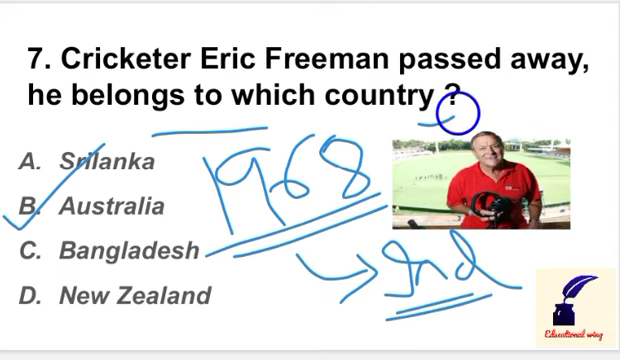 7. Cricketer Eric Freeman passed away,
he belongs to which country ?
A. Srilanka
B. Australia
C. Bangladesh
D. New Zealand
1968
Ind
Educational wing